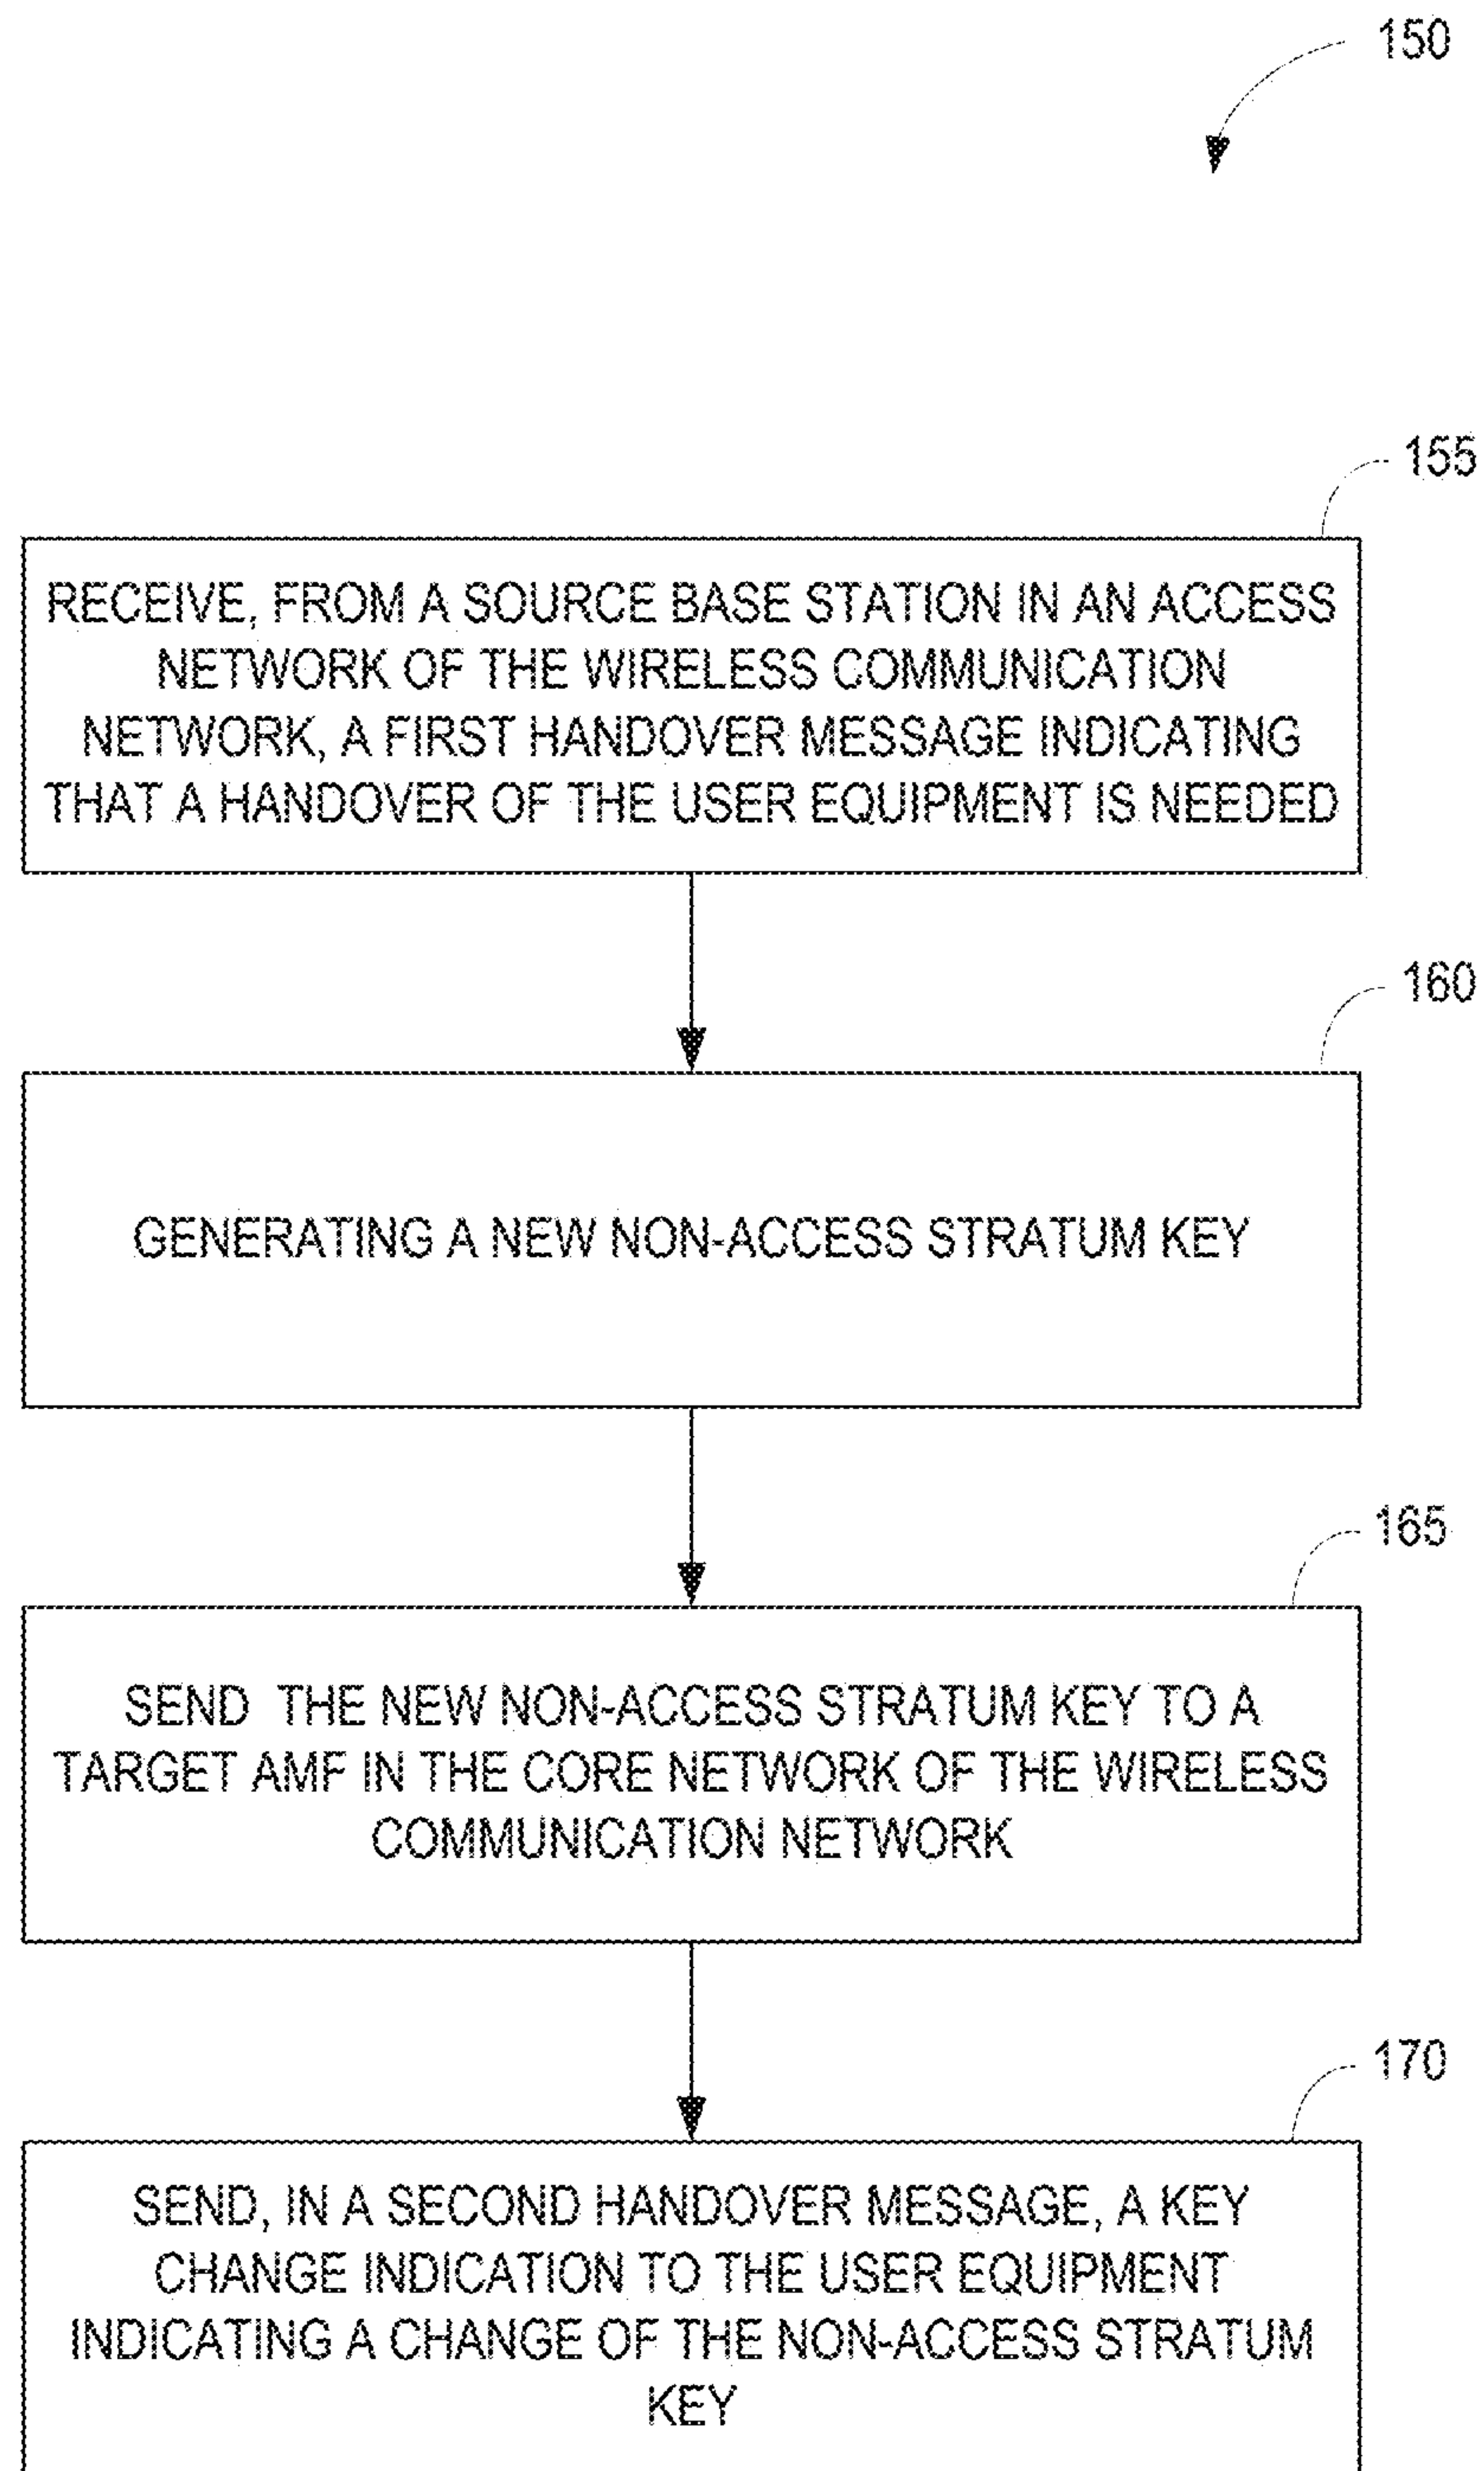 150
155
RECEIVE, FROM A SOURCE BASE STATION IN AN ACCESS
NETWORK OF THE WIRELESS COMMUNICATION
NETWORK, A FIRST HANDOVER MESSAGE INDICATING
THAT A HANDOVER OF THE USER EQUIPMENT IS NEEDED
160
GENERATING A NEW NON-ACCESS STRATUM KEY
165
SEND THE NEW NON-ACCESS STRATUM KEY TO A
TARGET AMF IN THE CORE NETWORK OF THE WIRELESS
COMMUNICATION NETWORK
170
SEND, IN A SECOND HANDOVER MESSAGE, A KEY
CHANGE INDICATION TO THE USER EQUIPMENT
INDICATING A CHANGE OF THE NON-ACCESS STRATUM
KEY